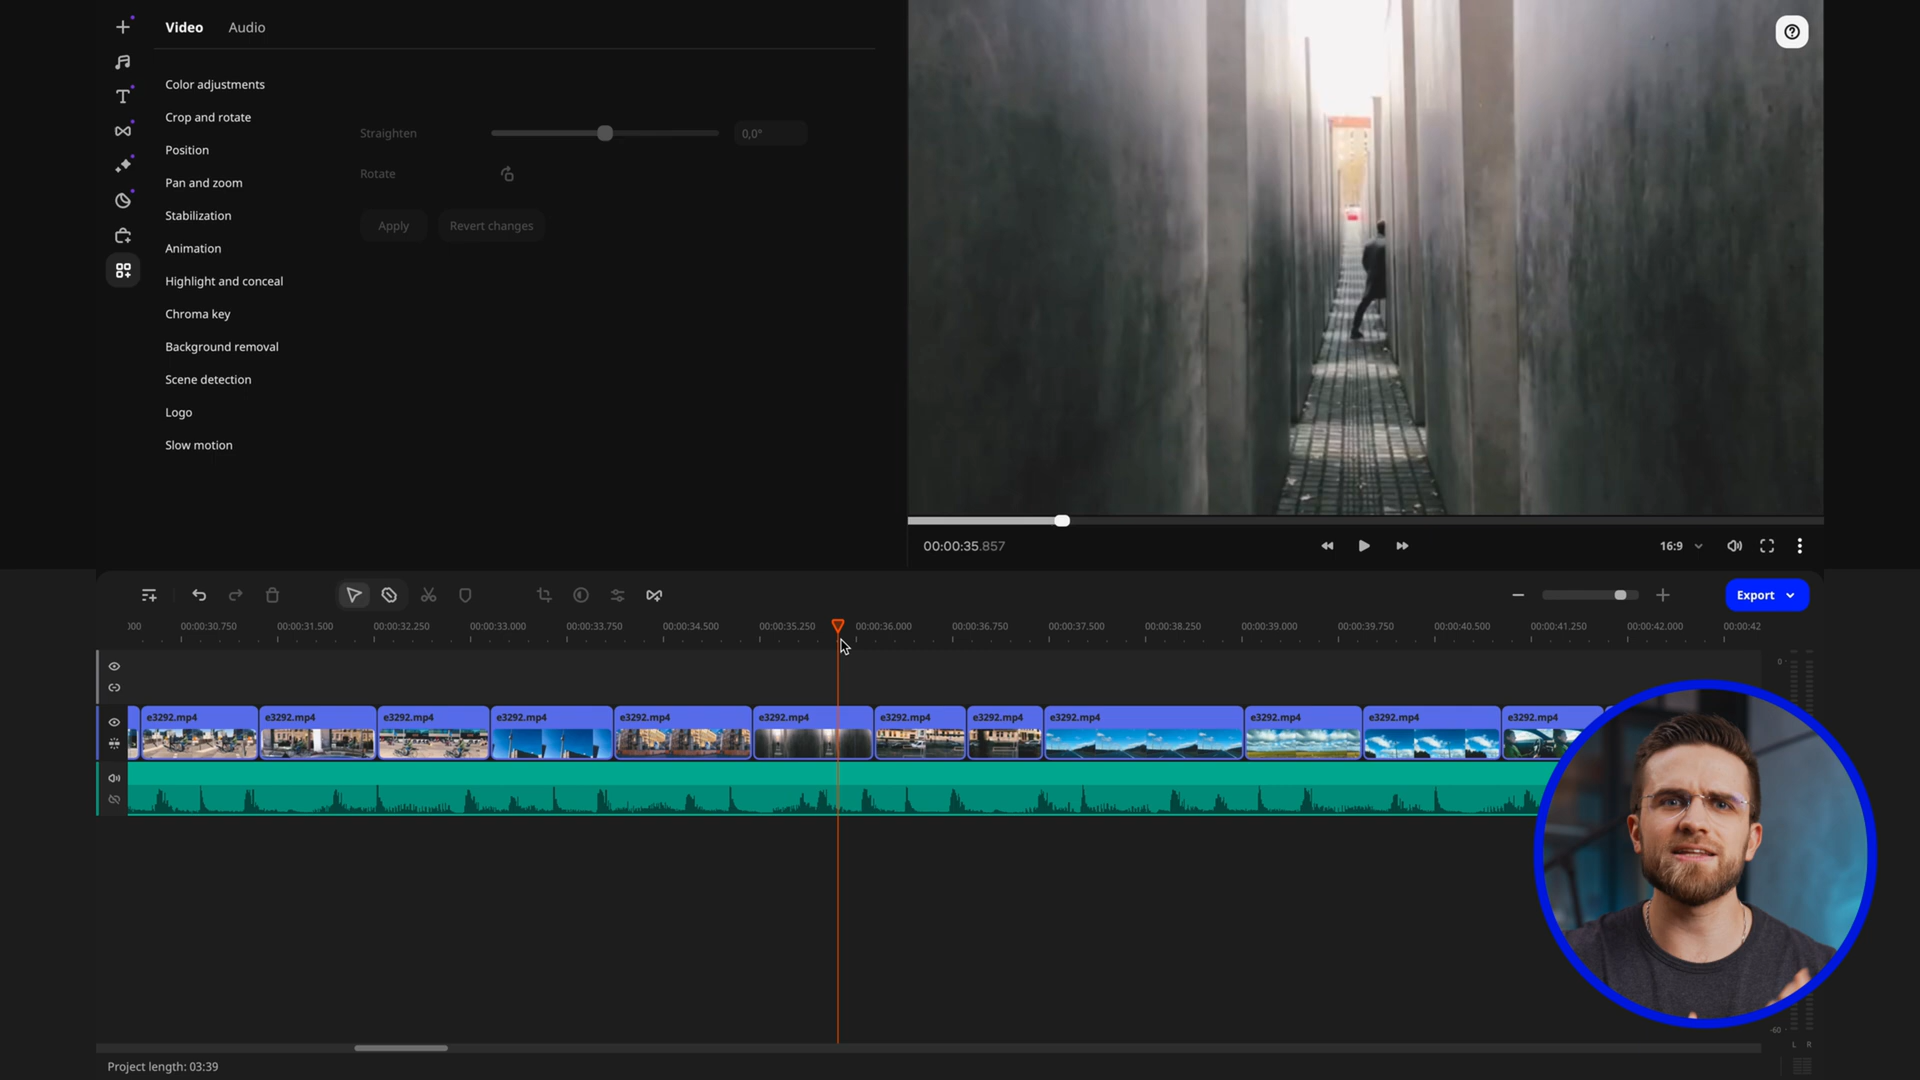 Video Audio
Color adjustments
Crop and rotate
Position
Pan and zoom
Stabilization
Animation
Highlight and conceal
Chroma key
Background removal
Scene detection
Logo
Slow motion
Straighten 0,0°
Rotate
Apply Revert changes
00:00:35.857
16:9
Export
000 00:00:30.750 00:00:31.500 00:00:32.250 00:00:33.000 00:00:33.750 00:00:34.500 00:00:35.250 00:00:36.000 00:00:36.750 00:00:37.500 00:00:38.250 00:00:39.000 00:00:39.750 00:00:40.500 00:00:41.250 00:00:42.000 00:00:42
0
e3292.mp4 e3292.mp4 e3292.mp4 e3292.mp4 e3292.mp4 e3292.mp4 e3292.mp4 e3292.mp4 e3292.mp4 e3292.mp4 e3292.mp4 e3292.mp4
-60
L R
Project length: 03:39